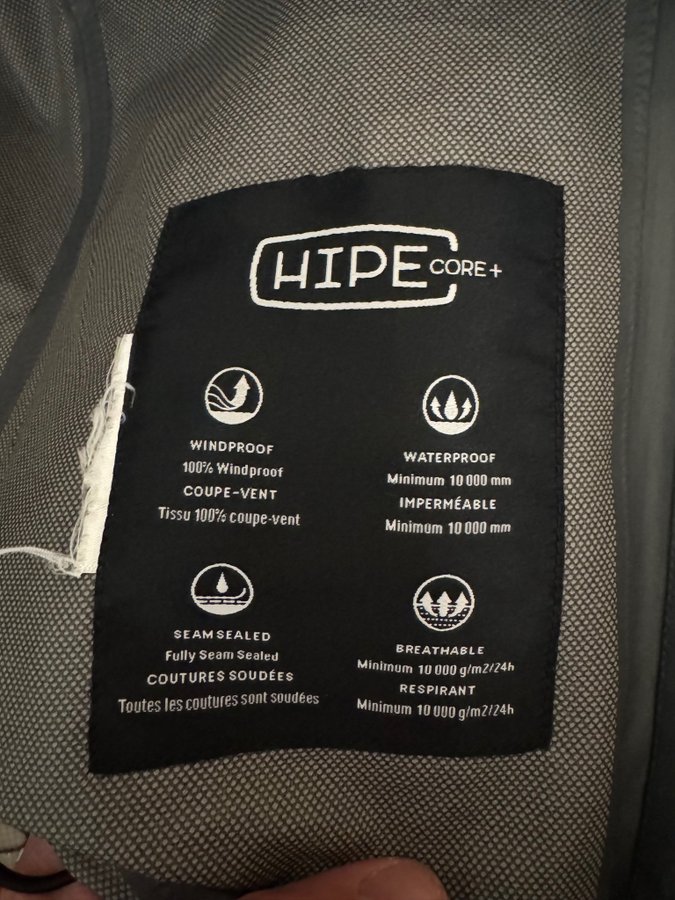 HIPE CORE+
WINDPROOF
100% Windproof
COUPE-VENT
Tissu 100% coupe-vent
WATERPROOF
Minimum 10 000 mm
IMPERMÉABLE
Minimum 10 000 mm
SEAM SEALED
Fully Seam Sealed
COUTURES SOUDÉES
Toutes les coutures sont soudées
BREATHABLE
Minimum 10 000 g/m2/24h
RESPIRANT
Minimum 10 000 g/m2/24h